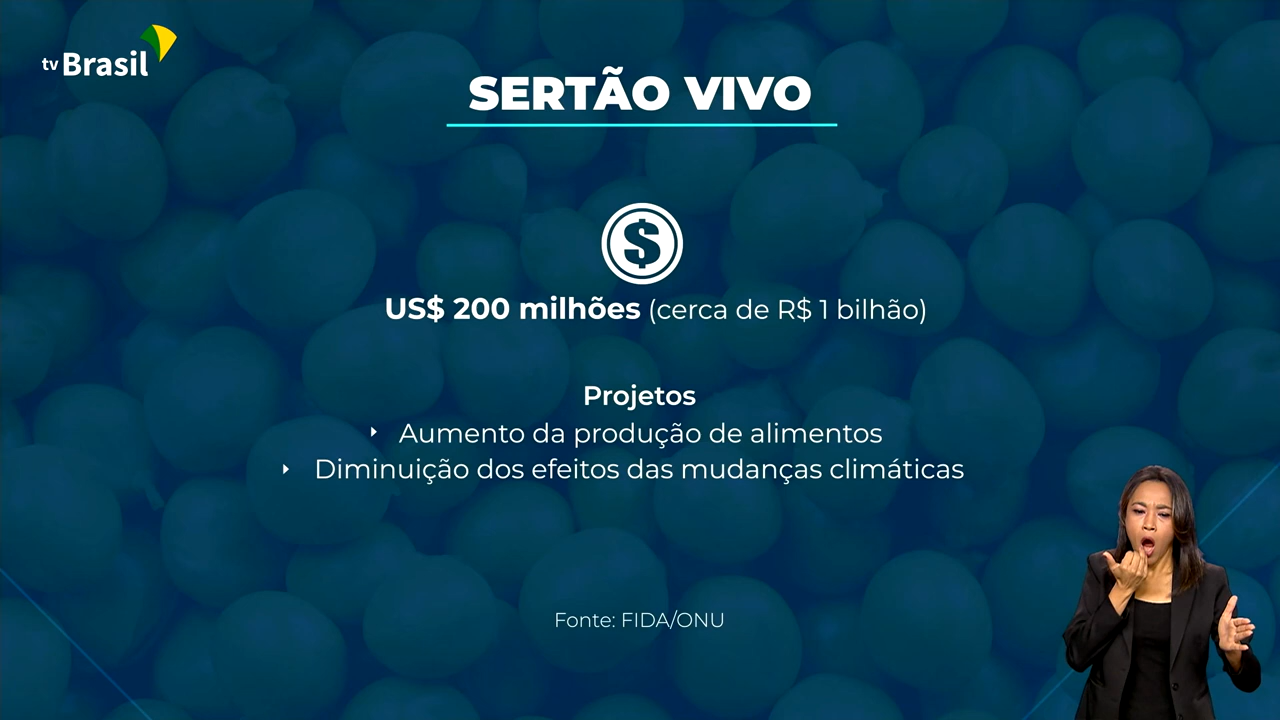 tv Brasil
SERTÃO VIVO
$
US$ 200 milhões (cerca de R$ 1 bilhão)
Projetos
Aumento da produção de alimentos
Diminuição dos efeitos das mudanças climáticas
Fonte: FIDA/ONU